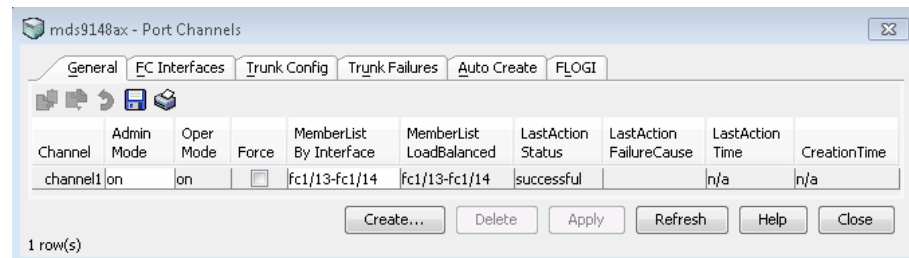 mds9148ax - Port Channels
General FC Interfaces Trunk Config Trunk Failures Auto Create FLOGI
Admin Oper MemberList MemberList LastAction LastAction LastAction
Channel Mode Mode Force By Interface LoadBalanced Status FailureCause Time CreationTime
channel1 on on fc1/13-fc1/14 fc1/13-fc1/14 successful n/a n/a
Create... Delete Apply Refresh Help Close
1 row(s)